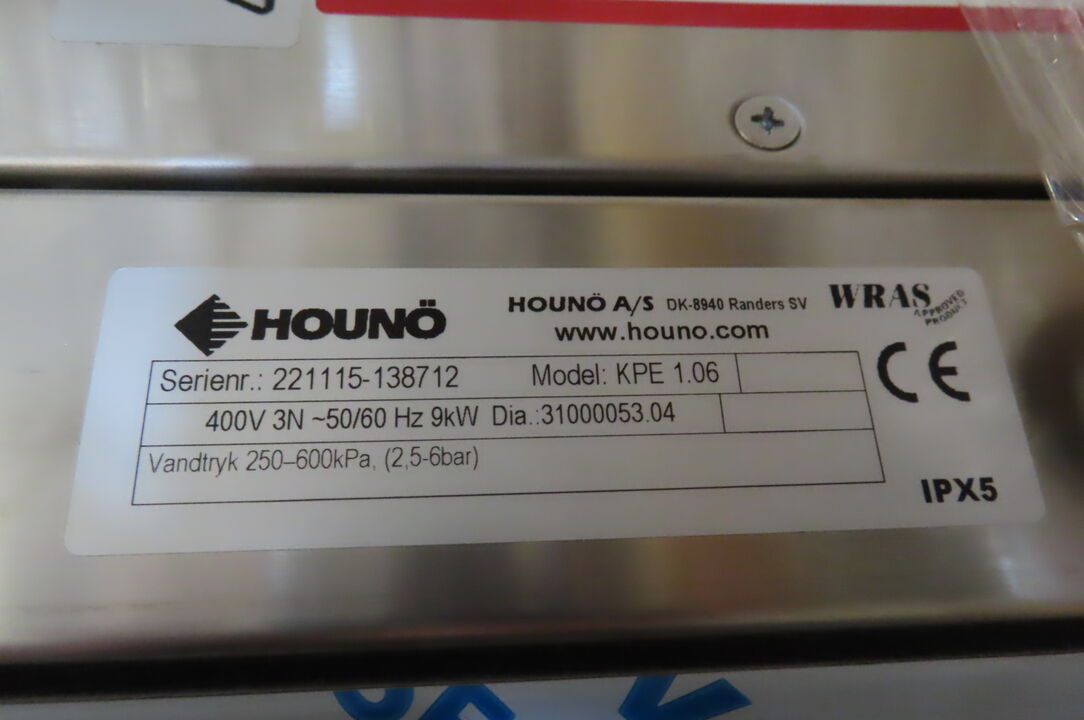 HOUNÖ
HOUNÖ A/S DK-8940 Randers SV
www.houno.com
WRAS
APPROVED
PRODUCT
CE
Serienr.: 221115-138712 Model: KPE 1.06
400V 3N ~50/60 Hz 9kW Dia.:31000053.04
Vandtryk 250–600kPa, (2,5-6bar)
IPX5